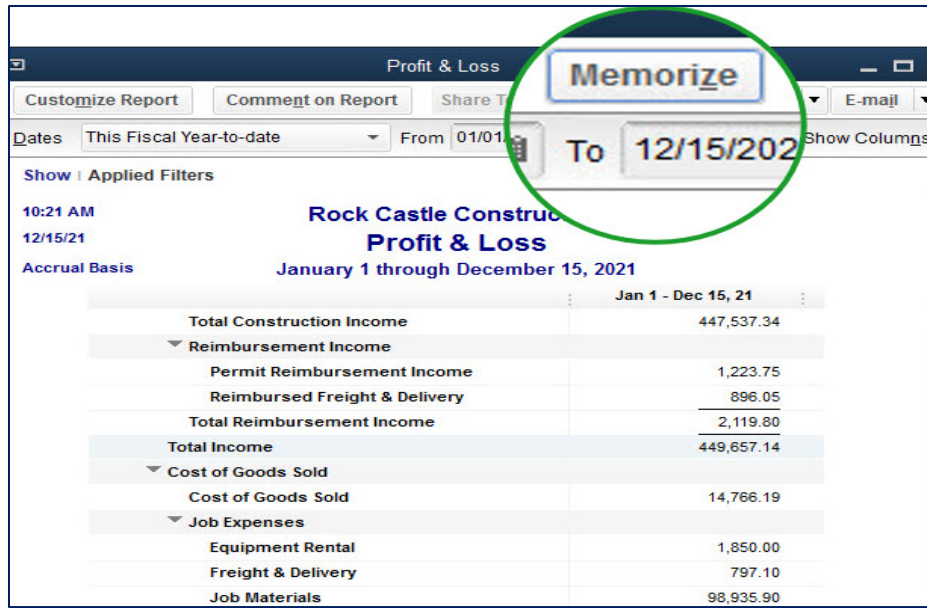 Profit & Loss
Memorize
Customize Report Comment on Report Share E-mail
Dates This Fiscal Year-to-date From 01/01 To 12/15/202 Show Columns
Show | Applied Filters
10:21 AM Rock Castle Construc
12/15/21 Profit & Loss
Accrual Basis January 1 through December 15, 2021
Jan 1 - Dec 15, 21
Total Construction Income 447,537.34
Reimbursement Income
Permit Reimbursement Income 1,223.75
Reimbursed Freight & Delivery 896.05
Total Reimbursement Income 2,119.80
Total Income 449,657.14
Cost of Goods Sold
Cost of Goods Sold 14,766.19
Job Expenses
Equipment Rental 1,850.00
Freight & Delivery 797.10
Job Materials 98,935.90